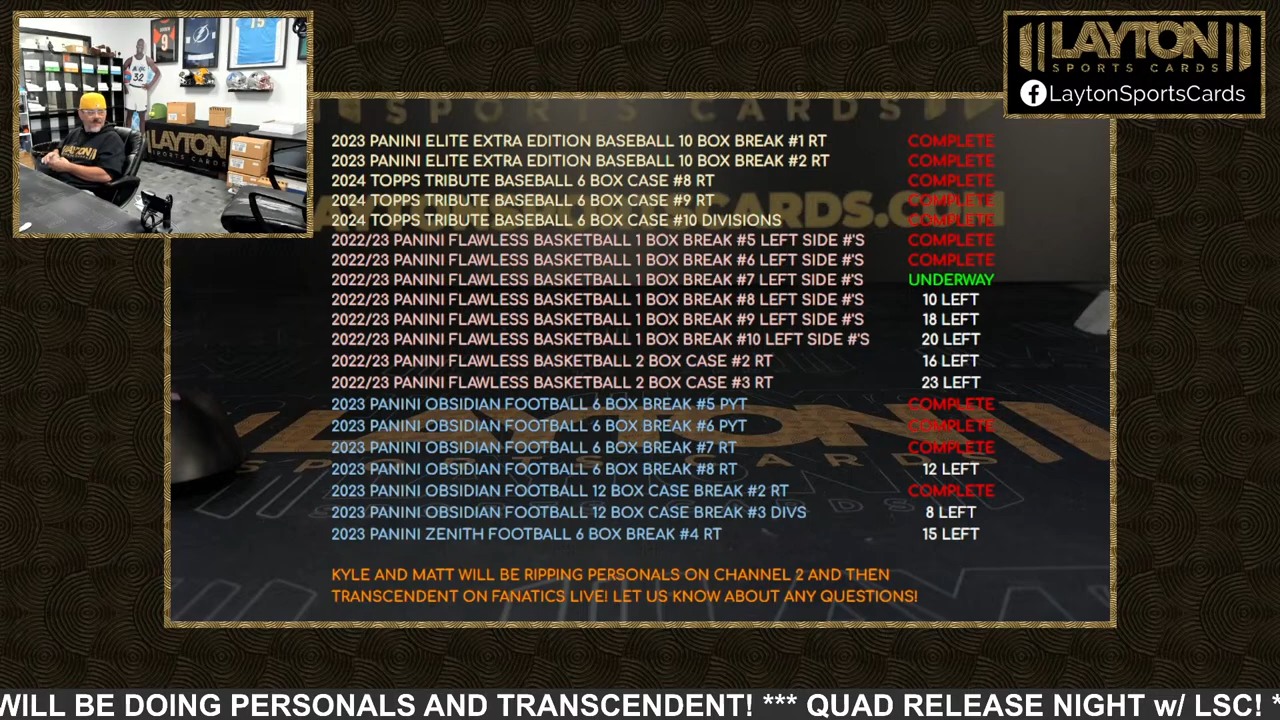 LAYTON
SPORTS CARDS
LaytonSportsCards
2023 PANINI ELITE EXTRA EDITION BASEBALL 10 BOX BREAK #1 RT COMPLETE
2023 PANINI ELITE EXTRA EDITION BASEBALL 10 BOX BREAK #2 RT COMPLETE
2024 TOPPS TRIBUTE BASEBALL 6 BOX CASE #8 RT COMPLETE
2024 TOPPS TRIBUTE BASEBALL 6 BOX CASE #9 RT COMPLETE
2024 TOPPS TRIBUTE BASEBALL 6 BOX CASE #10 DIVISIONS COMPLETE
2022/23 PANINI FLAWLESS BASKETBALL 1 BOX BREAK #5 LEFT SIDE #'S COMPLETE
2022/23 PANINI FLAWLESS BASKETBALL 1 BOX BREAK #6 LEFT SIDE #'S COMPLETE
2022/23 PANINI FLAWLESS BASKETBALL 1 BOX BREAK #7 LEFT SIDE #'S UNDERWAY
2022/23 PANINI FLAWLESS BASKETBALL 1 BOX BREAK #8 LEFT SIDE #'S 10 LEFT
2022/23 PANINI FLAWLESS BASKETBALL 1 BOX BREAK #9 LEFT SIDE #'S 18 LEFT
2022/23 PANINI FLAWLESS BASKETBALL 1 BOX BREAK #10 LEFT SIDE #'S 20 LEFT
2022/23 PANINI FLAWLESS BASKETBALL 2 BOX CASE #2 RT 16 LEFT
2022/23 PANINI FLAWLESS BASKETBALL 2 BOX CASE #3 RT 23 LEFT
2023 PANINI OBSIDIAN FOOTBALL 6 BOX BREAK #5 PYT COMPLETE
2023 PANINI OBSIDIAN FOOTBALL 6 BOX BREAK #6 PYT COMPLETE
2023 PANINI OBSIDIAN FOOTBALL 6 BOX BREAK #7 RT COMPLETE
2023 PANINI OBSIDIAN FOOTBALL 6 BOX BREAK #8 RT 12 LEFT
2023 PANINI OBSIDIAN FOOTBALL 12 BOX CASE BREAK #2 RT COMPLETE
2023 PANINI OBSIDIAN FOOTBALL 12 BOX CASE BREAK #3 DIVS 8 LEFT
2023 PANINI ZENITH FOOTBALL 6 BOX BREAK #4 RT 15 LEFT
KYLE AND MATT WILL BE RIPPING PERSONALS ON CHANNEL 2 AND THEN
TRANSCENDENT ON FANATICS LIVE! LET US KNOW ABOUT ANY QUESTIONS!
WILL BE DOING PERSONALS AND TRANSCENDENT! *** QUAD RELEASE NIGHT w/ LSC! *